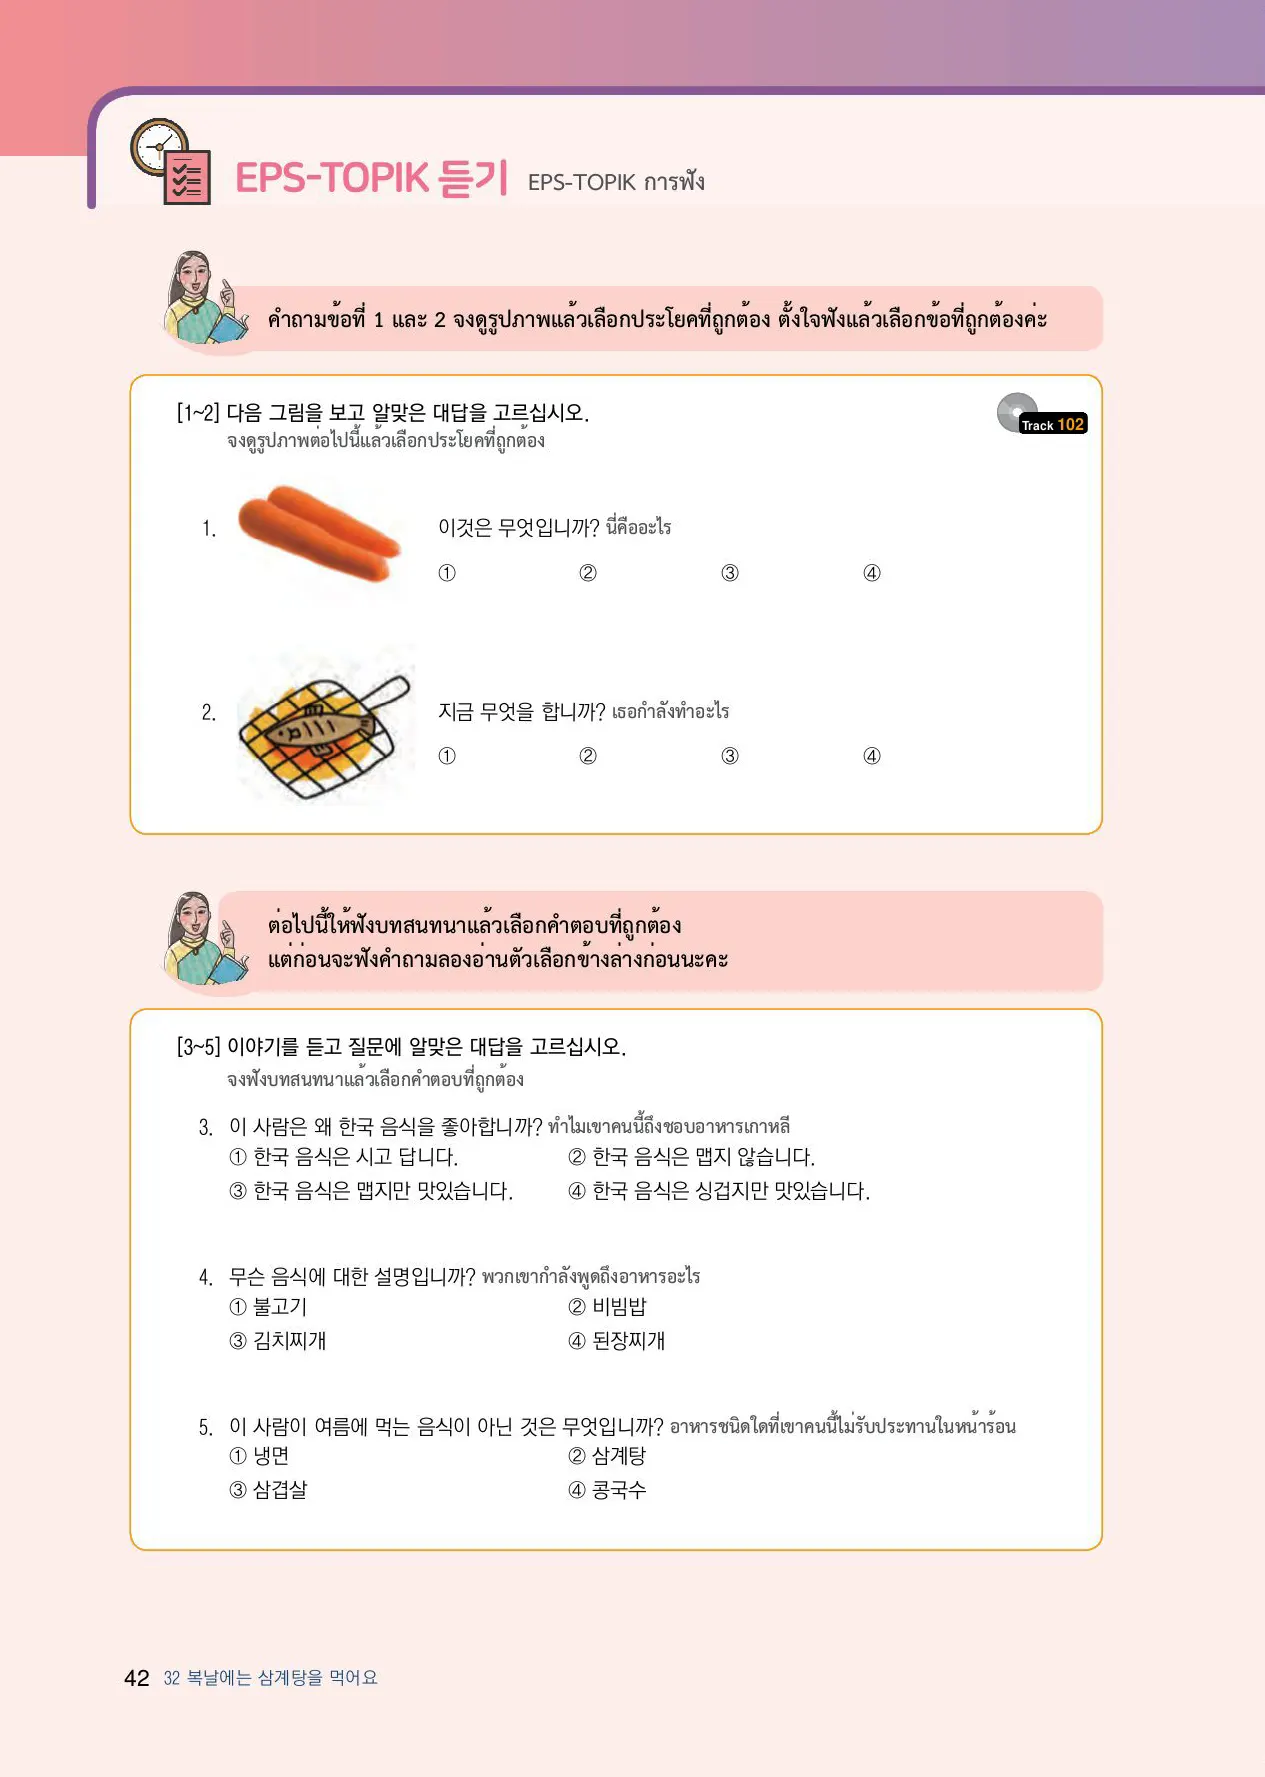 EPS-TOPIK 듣기 EPS-TOPIK การฟัง
คำถามข้อที่ 1 และ 2 จงดูรูปภาพแล้วเลือกประโยคที่ถูกต้อง ตั้งใจฟังแล้วเลือกข้อที่ถูกต้องค่ะ
[1~2] 다음 그림을 보고 알맞은 대답을 고르십시오.
จงดูรูปภาพต่อไปนี้แล้วเลือกประโยคที่ถูกต้อง
Track 102
1. 이것은 무엇입니까? นี่คืออะไร
① ② ③ ④
2. 지금 무엇을 합니까? เธอกำลังทำอะไร
① ② ③ ④
ต่อไปนี้ให้ฟังบทสนทนาแล้วเลือกคำตอบที่ถูกต้อง
แต่ก่อนจะฟังคำถามลองอ่านตัวเลือกข้างล่างก่อนนะคะ
[3~5] 이야기를 듣고 질문에 알맞은 대답을 고르십시오.
จงฟังบทสนทนาแล้วเลือกคำตอบที่ถูกต้อง
3. 이 사람은 왜 한국 음식을 좋아합니까? ทำไมเขาคนนี้ถึงชอบอาหารเกาหลี
① 한국 음식은 시고 답니다. ② 한국 음식은 맵지 않습니다.
③ 한국 음식은 맵지만 맛있습니다. ④ 한국 음식은 싱겁지만 맛있습니다.
4. 무슨 음식에 대한 설명입니까? พวกเขากำลังพูดถึงอาหารอะไร
① 불고기 ② 비빔밥
③ 김치찌개 ④ 된장찌개
5. 이 사람이 여름에 먹는 음식이 아닌 것은 무엇입니까? อาหารชนิดใดที่เขาคนนี้ไม่รับประทานในหน้าร้อน
① 냉면 ② 삼계탕
③ 삼겹살 ④ 콩국수
42 32 복날에는 삼계탕을 먹어요